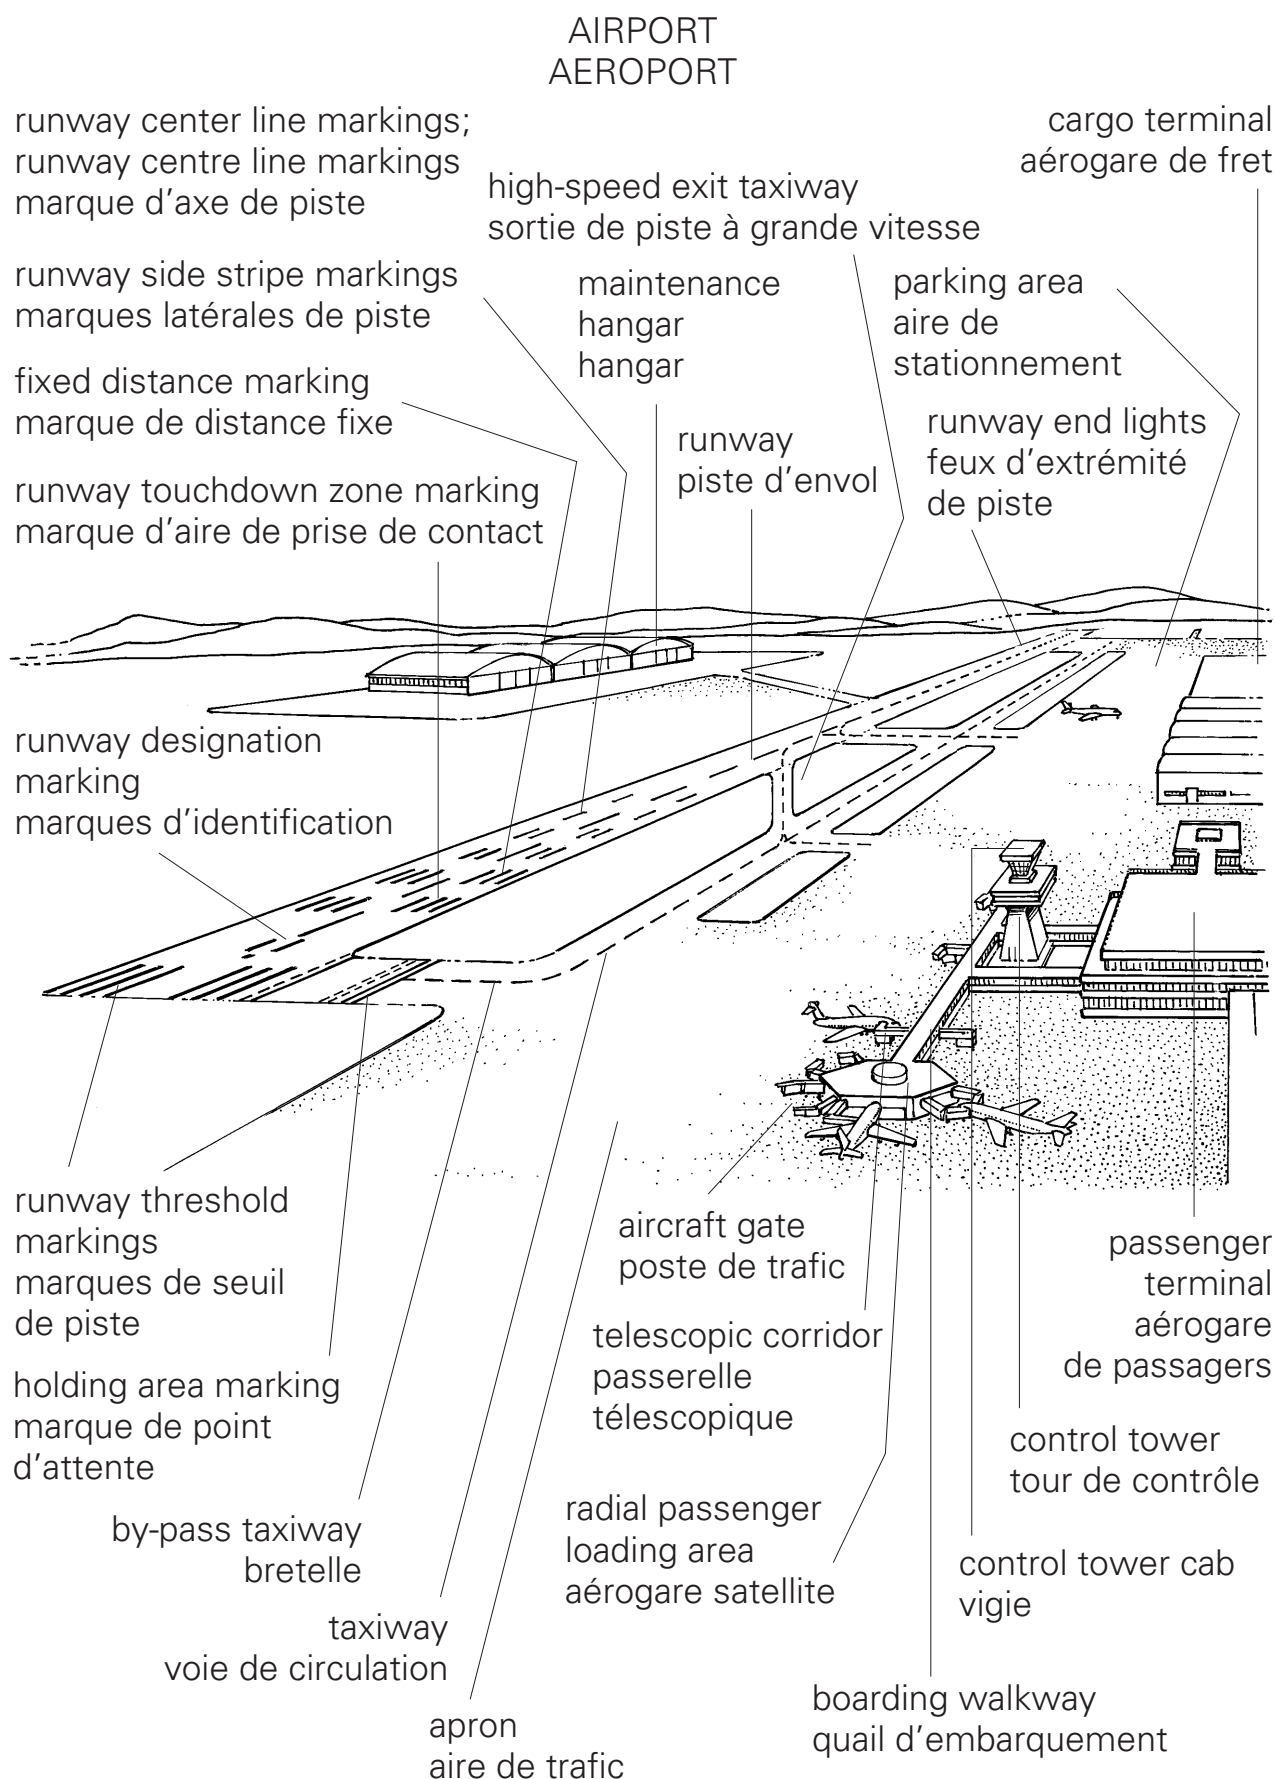 AIRPORT
AEROPORT
runway center line markings;
runway centre line markings
marque d'axe de piste
cargo terminal
aérogare de fret
high-speed exit taxiway
sortie de piste à grande vitesse
runway side stripe markings
marques latérales de piste
maintenance
hangar
hangar
parking area
aire de
stationnement
fixed distance marking
marque de distance fixe
runway
piste d'envol
runway end lights
feux d'extrémité
de piste
runway touchdown zone marking
marque d'aire de prise de contact
runway designation
marking
marques d'identification
runway threshold
markings
marques de seuil
de piste
aircraft gate
poste de trafic
passenger
terminal
aérogare
de passagers
telescopic corridor
passerelle
télescopique
holding area marking
marque de point
d'attente
control tower
tour de contrôle
radial passenger
loading area
aérogare satellite
by-pass taxiway
bretelle
control tower cab
vigie
taxiway
voie de circulation
boarding walkway
quail d'embarquement
apron
aire de trafic